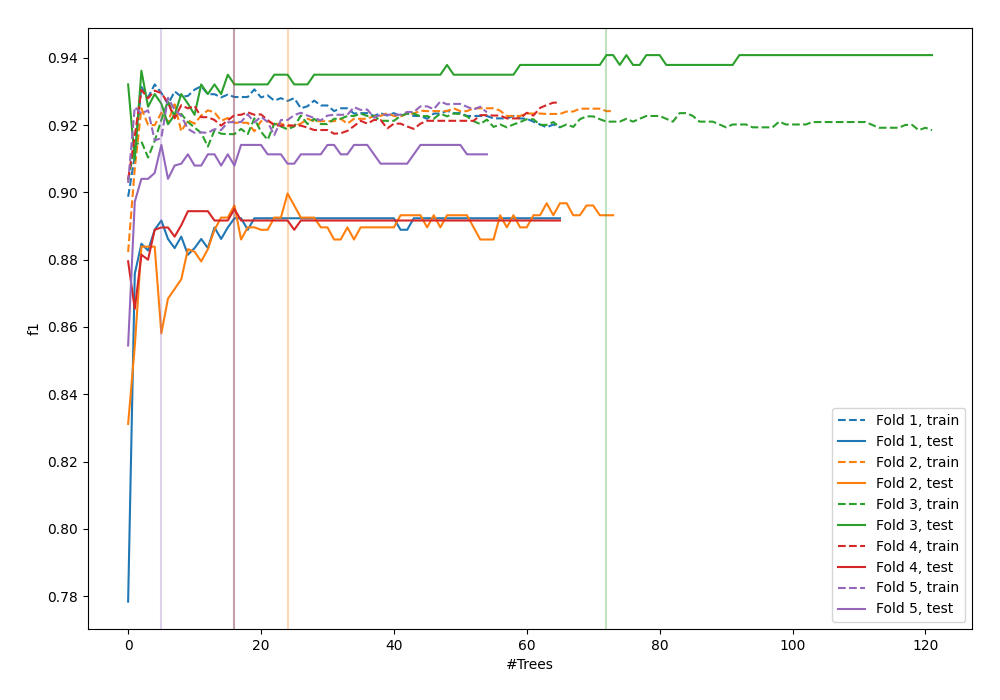 0.94
0.92
0.90
0.88
0.86
0.84
0.82
0.80
0.78
f1
0
20
40
60
80
100
120
#Trees
Fold 1, train
Fold 1, test
Fold 2, train
Fold 2, test
Fold 3, train
Fold 3, test
Fold 4, train
Fold 4, test
Fold 5, train
Fold 5, test